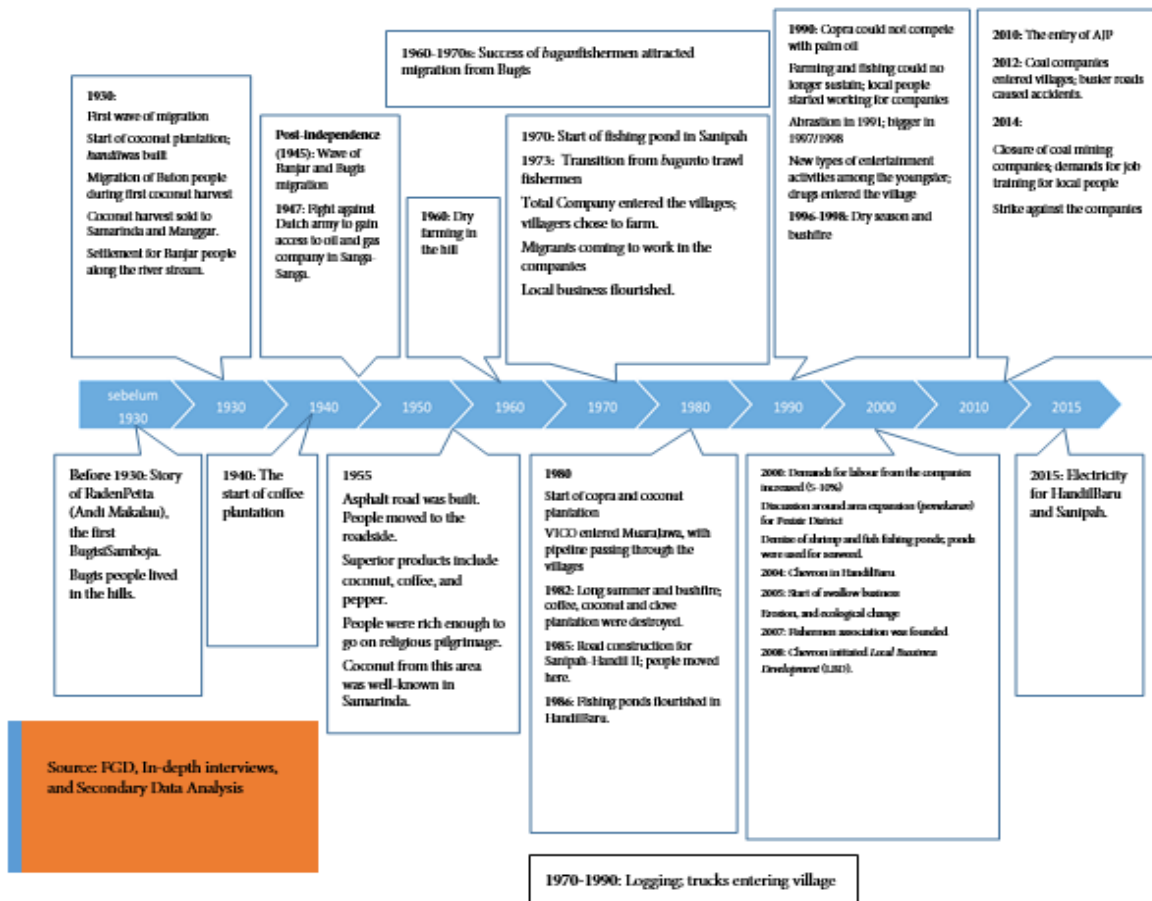 1960-1970s: Success of baganfishermen attracted
migration from Bugis
1930:
First wave of migration
Start of coconut plantation;
handilwas built
Migration of Buton people
during first coconut harvest
Coconut harvest sold to
Samarinda and Manggar.
Settlement for Banjar people
along the river stream.
Post-independence
(1945): Wave of
Banjar and Bugis
migration
1947: Fight against
Dutch army to gain
access to oil and gas
company in Sanga-
Sanga.
1960: Dry
farming in
the hill
1970: Start of fishing pond in Sanipah
1973: Transition from baganto trawl
fishermen
Total Company entered the villages;
villagers chose to farm.
Migrants coming to work in the
companies
Local business flourished.
1990: Copra could not compete
with palm oil
Farming and fishing could no
longer sustain; local people
started working for companies
Abrastion in 1991; bigger in
1997/1998
New types of entertainment
activities among the youngster;
drugs entered the village
1996-1998: Dry season and
bushfire
2010: The entry of AJP
2012: Coal companies
entered villages; busier roads
caused accidents.
2014:
Closure of coal mining
companies; demands for job
training for local people
Strike against the companies
sebelum
1930
1930
1940
1950
1960
1970
1980
1990
2000
2010
2015
Before 1930: Story
of RadenPetta
(Andi Makalau),
the first
BugisiSamboja.
Bugis people lived
in the hills.
1940: The
start of coffee
plantation
1955
Asphalt road was built.
People moved to the
roadside.
Superior products include
coconut, coffee, and
pepper.
People were rich enough to
go on religious pilgrimage.
Coconut from this area
was well-known in
Samarinda.
1980
Start of copra and coconut
plantation
VICO entered MuaraJawa, with
pipeline passing through the
villages
1982: Long summer and bushfire;
coffee, coconut and clove
plantation were destroyed.
1985: Road construction for
Sanipah-Handil II; people moved
here.
1986: Fishing ponds flourished in
HandilBaru.
2000: Demands for labour from the companies
increased (5-10%)
Discussion around area expansion (pemekaran)
for Pesisir District
Demise of shrimp and fish fishing ponds; ponds
were used for seaweed.
2004: Chevron in HandilBaru
2005: Start of swallow business
Erosion, and ecological change
2007: Fishermen association was founded
2008: Chevron initiated Local Bussiness
Development (LBD).
2015: Electricity
for HandilBaru
and Sanipah.
Source: FGD, In-depth interviews,
and Secondary Data Analysis
1970-1990: Logging; trucks entering village